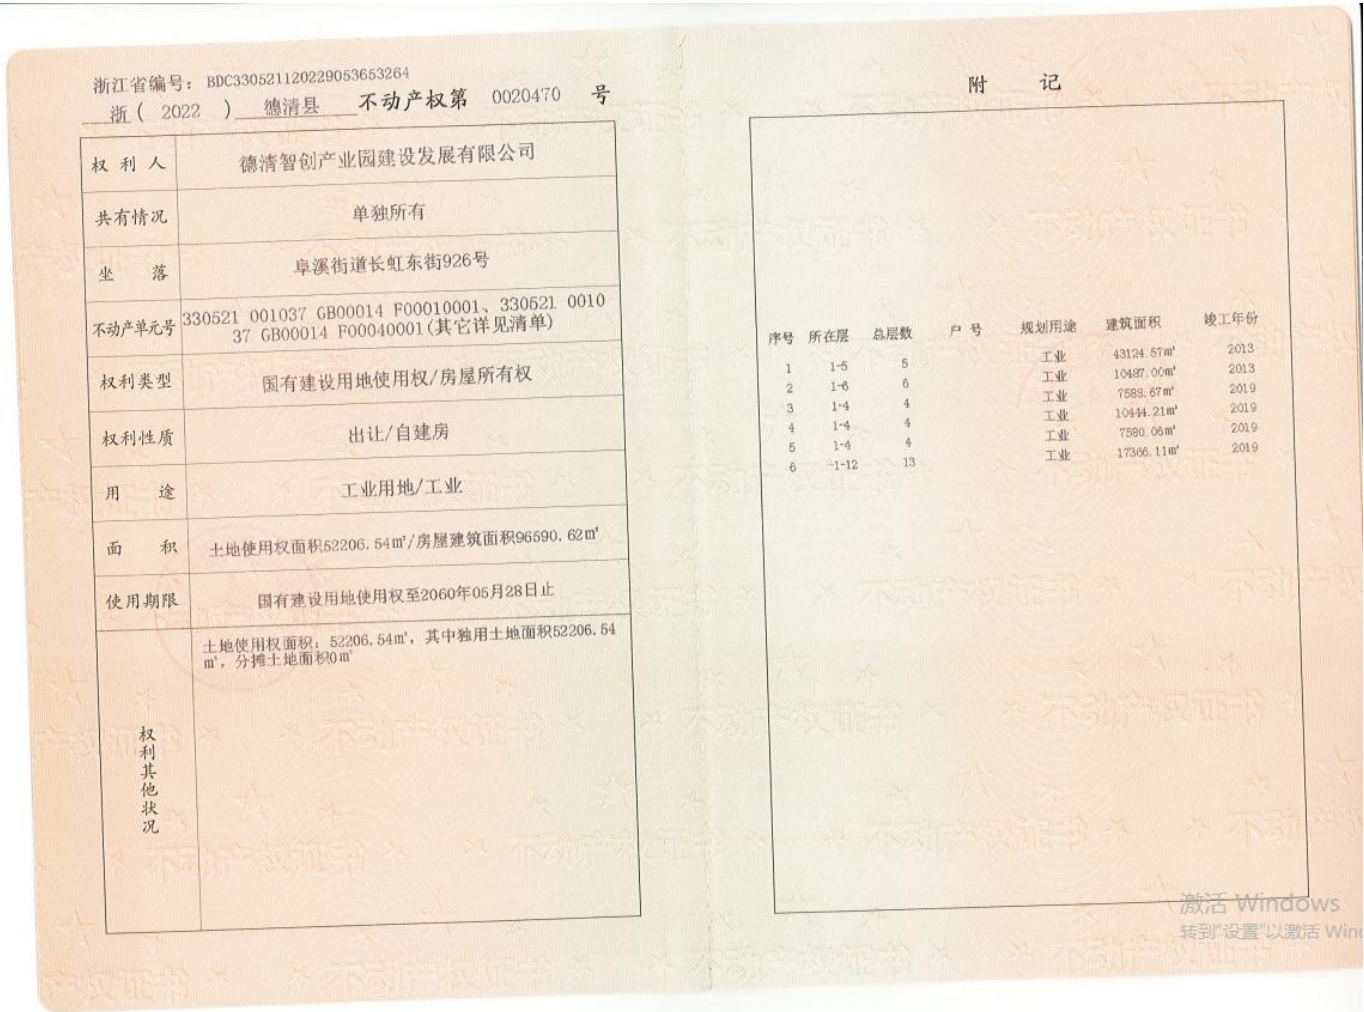 浙江省编号：BDC330521120229053653264
浙（ 2022 ） 德清县 不动产权第 0020470 号
权利人 德清智创产业园建设发展有限公司
共有情况 单独所有
坐落 阜溪街道长虹东街926号
不动产单元号 330521 001037 GB00014 F00010001、330521 0010
37 GB00014 F00040001(其它详见清单)
权利类型 国有建设用地使用权/房屋所有权
权利性质 出让/自建房
用途 工业用地/工业
面积 土地使用权面积52206.54㎡/房屋建筑面积96590.62㎡
使用期限 国有建设用地使用权至2060年05月28日止
权利其他状况
土地使用权面积：52206.54㎡，其中独用土地面积52206.54
㎡，分摊土地面积0㎡
附 记
序号 所在层 总层数 户号 规划用途 建筑面积 竣工年份
1 1-5 5 工业 43124.57㎡ 2013
2 1-6 6 工业 10487.00㎡ 2013
3 1-4 4 工业 7588.67㎡ 2019
4 1-4 4 工业 10444.21㎡ 2019
5 1-4 4 工业 7580.06㎡ 2019
6 -1-12 13 工业 17366.11㎡ 2019
激活 Windows
转到"设置"以激活 Wind